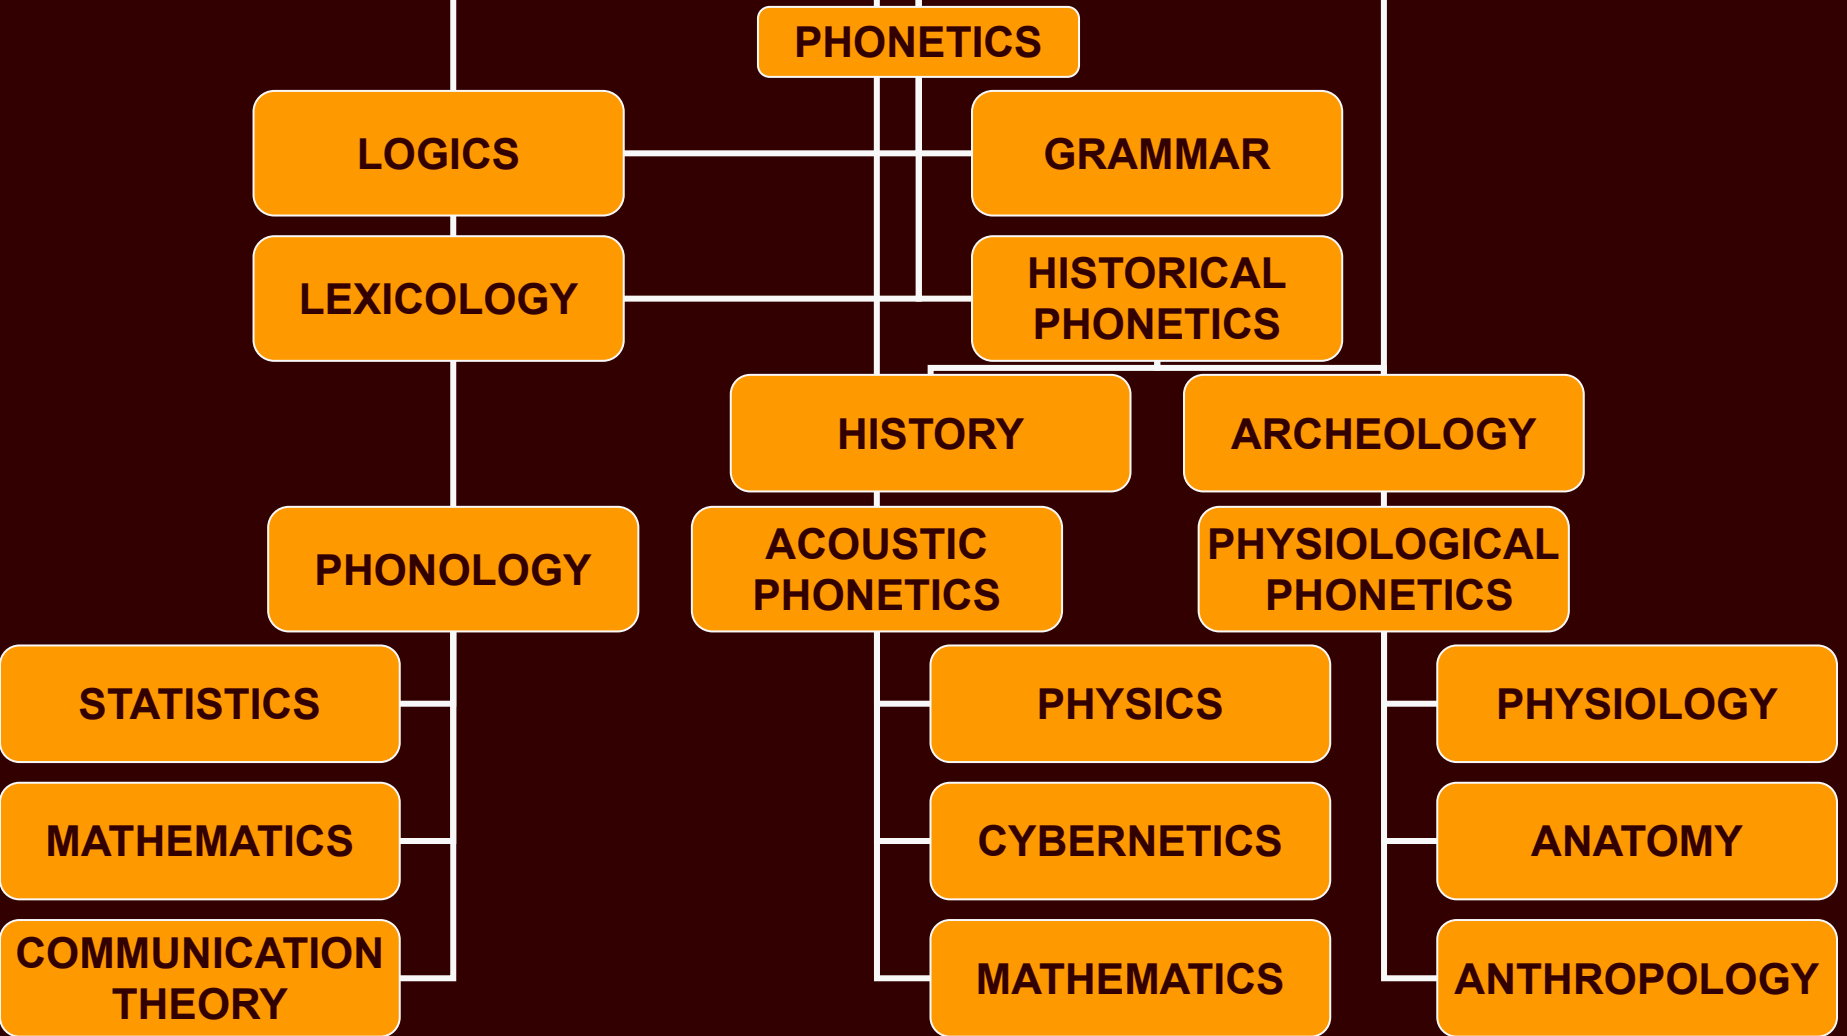 PHONETICS
LOGICS
GRAMMAR
LEXICOLOGY
HISTORICAL
PHONETICS
HISTORY
ARCHEOLOGY
PHONOLOGY
ACOUSTIC
PHONETICS
PHYSIOLOGICAL
PHONETICS
STATISTICS
PHYSICS
PHYSIOLOGY
MATHEMATICS
CYBERNETICS
ANATOMY
COMMUNICATION
THEORY
MATHEMATICS
ANTHROPOLOGY